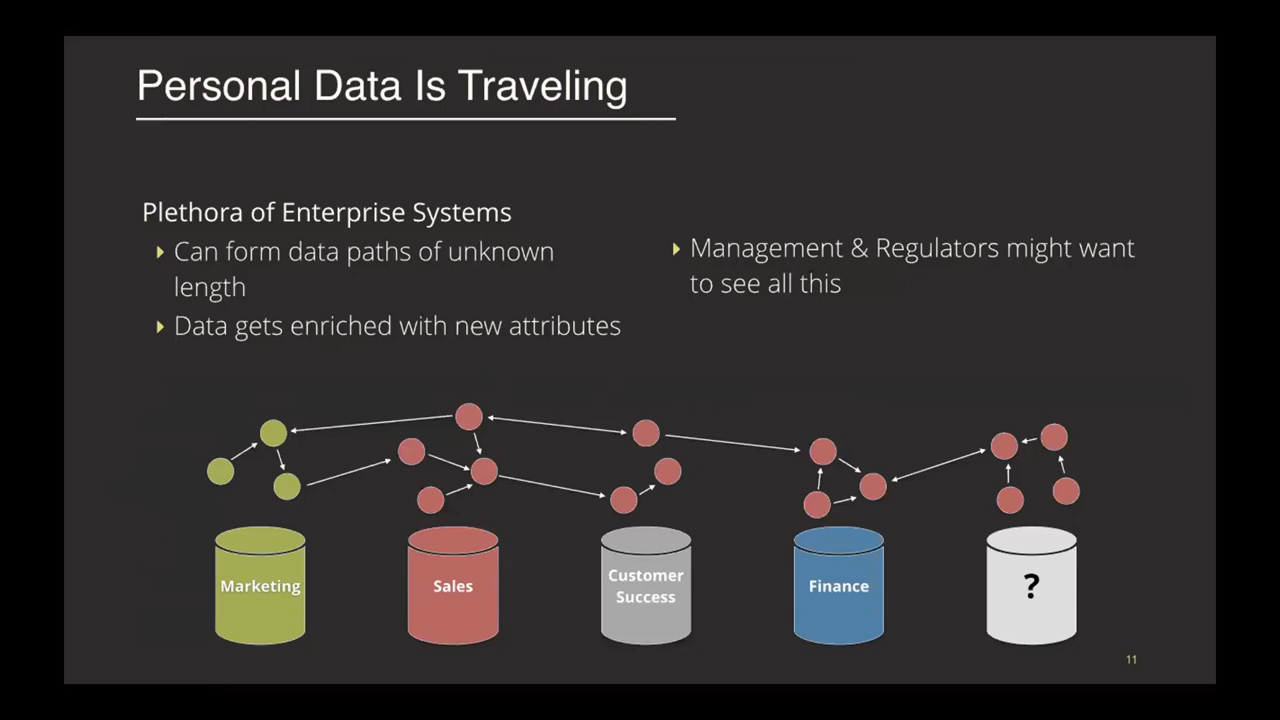 Personal Data Is Traveling
Plethora of Enterprise Systems
Can form data paths of unknown
length
Data gets enriched with new attributes
Management & Regulators might want
to see all this
Marketing
Sales
Customer
Success
Finance
?
11